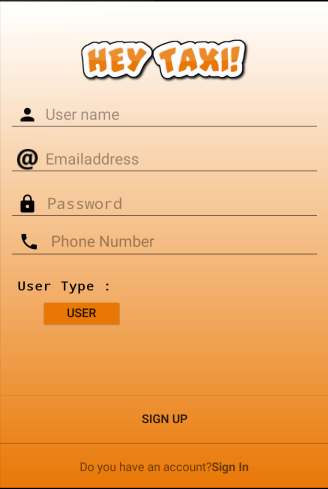 HEY TAXI!
User name
@ Emailaddress
Password
Phone Number
User Type :
USER
SIGN UP
Do you have an account?Sign In